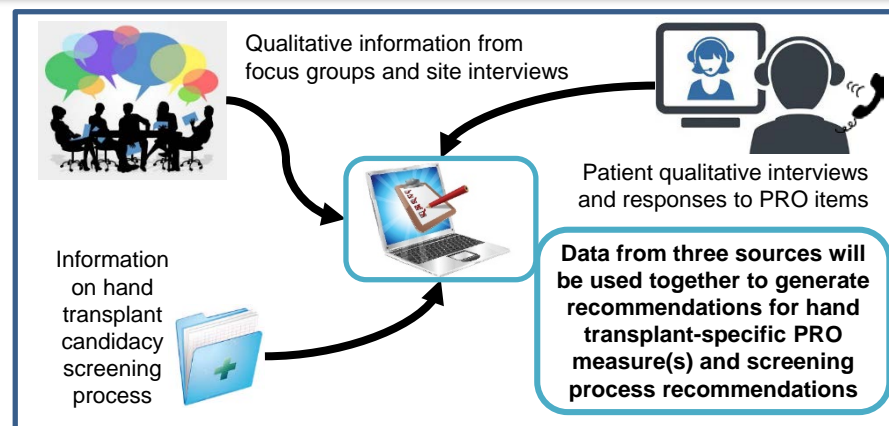 Qualitative information from
focus groups and site interviews
Patient qualitative interviews
and responses to PRO items
Information
on hand
transplant
candidacy
screening
process
Data from three sources will
be used together to generate
recommendations for hand
transplant-specific PRO
measure(s) and screening
process recommendations